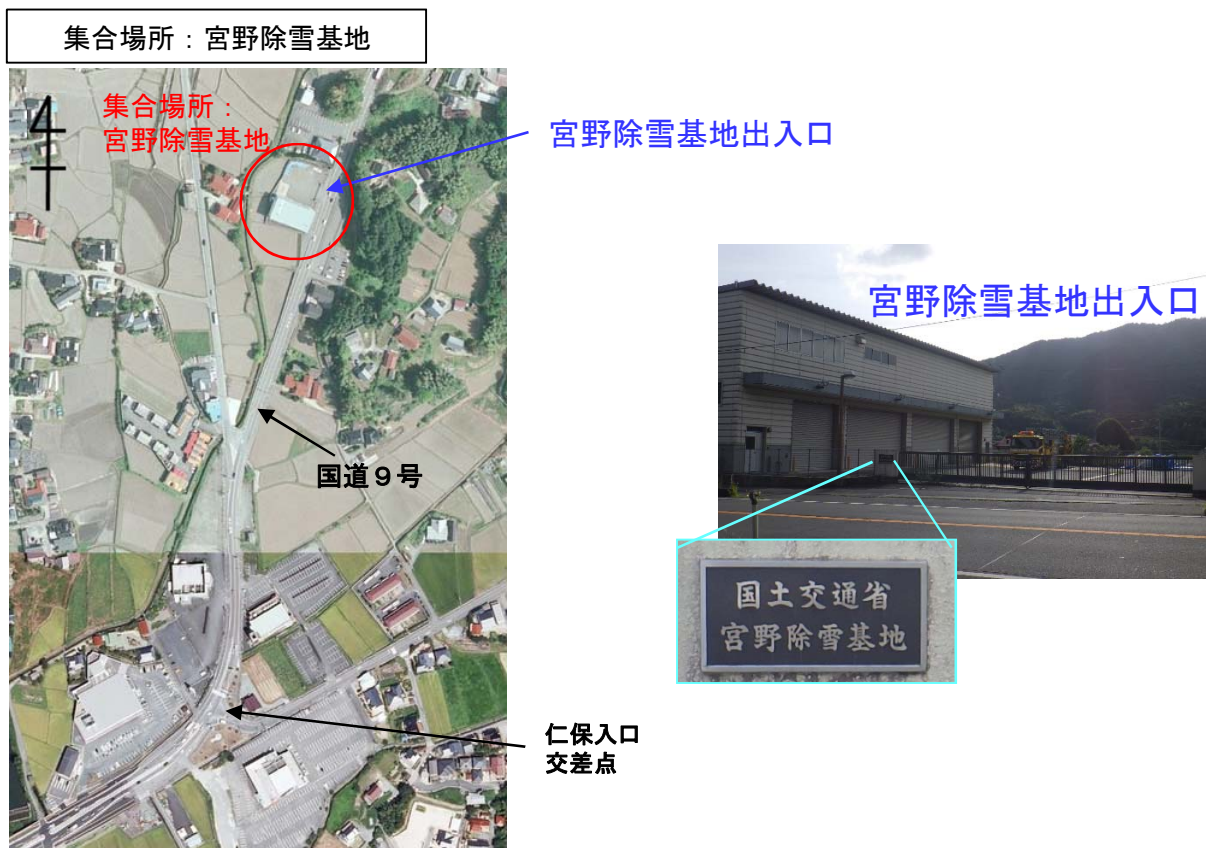 集合場所：宮野除雪基地
集合場所：
宮野除雪基地
宮野除雪基地出入口
国道９号
仁保入口
交差点
宮野除雪基地出入口
国土交通省
宮野除雪基地